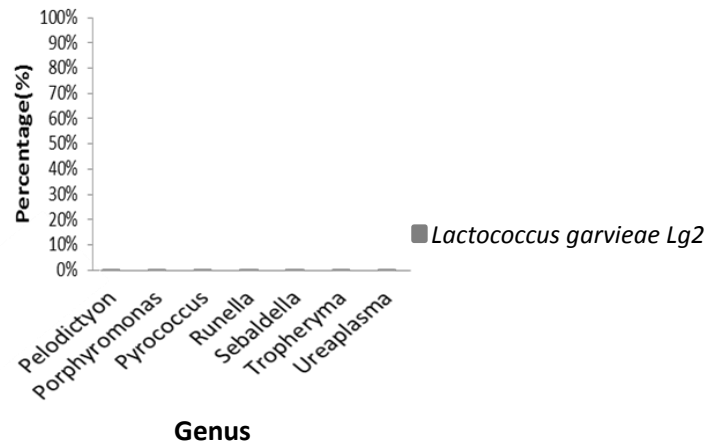 100%
90%
80%
70%
60%
50%
40%
30%
20%
10%
0%
Percentage(%)
Pelodictyon
Porphyromonas
Pyrococcus
Runella
Sebaldella
Tropheryma
Ureaplasma
Genus
Lactococcus garvieae Lg2